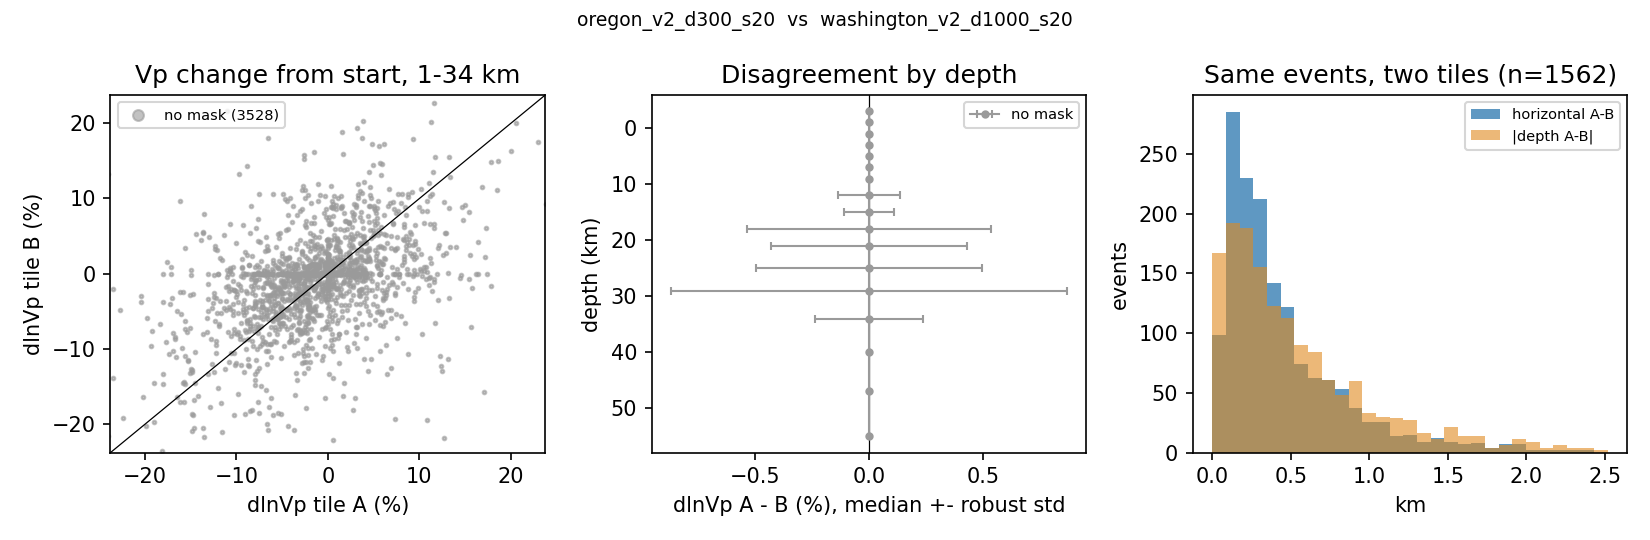 oregon_v2_d300_s20  vs  washington_v2_d1000_s20
Vp change from start, 1-34 km
no mask (3528)
20
10
0
−10
−20
dlnVp tile B (%)
−20
−10
0
10
20
dlnVp tile A (%)
Disagreement by depth
no mask
0
10
20
30
40
50
depth (km)
−0.5
0.0
0.5
dlnVp A - B (%), median +- robust std
Same events, two tiles (n=1562)
horizontal A-B
|depth A-B|
250
200
150
100
50
0
events
0.0
0.5
1.0
1.5
2.0
2.5
km